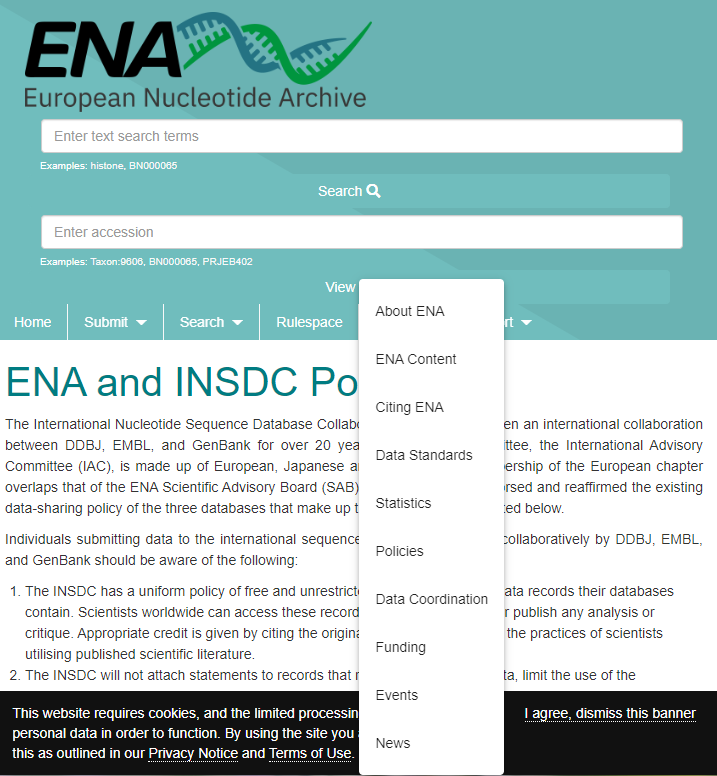 ENA
European Nucleotide Archive
Enter text search terms
Examples: histone, BN000065
Search
Enter accession
Examples: Taxon:9606, BN000065, PRJEB402
View
Home Submit Search Rulespace rt
About ENA
ENA Content
Citing ENA
Data Standards
Statistics
Policies
Data Coordination
Funding
Events
News
ENA and INSDC Po
The International Nucleotide Sequence Database Collabo en an international collaboration
between DDBJ, EMBL, and GenBank for over 20 yea ittee, the International Advisory
Committee (IAC), is made up of European, Japanese a bership of the European chapter
overlaps that of the ENA Scientific Advisory Board (SAB) orsed and reaffirmed the existing
data-sharing policy of the three databases that make up t ted below.
Individuals submitting data to the international sequence collaboratively by DDBJ, EMBL,
and GenBank should be aware of the following:
1. The INSDC has a uniform policy of free and unrestricte ata records their databases
contain. Scientists worldwide can access these record r publish any analysis or
critique. Appropriate credit is given by citing the origina the practices of scientists
utilising published scientific literature.
2. The INSDC will not attach statements to records that r ta, limit the use of the
This website requires cookies, and the limited processin
personal data in order to function. By using the site you
this as outlined in our Privacy Notice and Terms of Use.
I agree, dismiss this banner